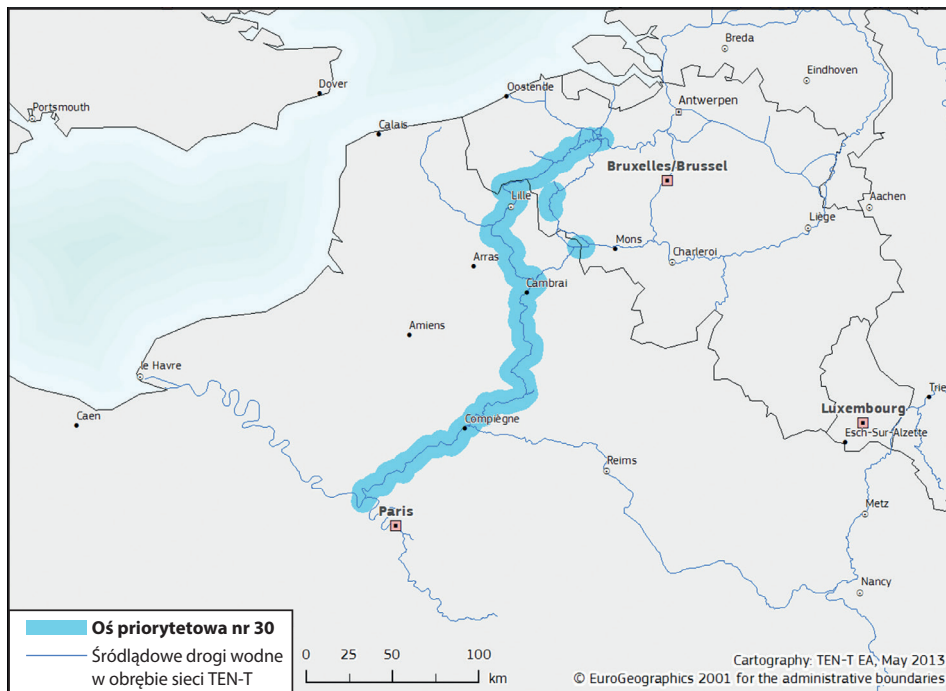 Breda
Eindhoven
Dover
Oostende
Portsmouth
Antwerpen
Calais
Bruxelles/Brussel
Lille
Aachen
Liège
Mons
Charleroi
Arras
Cambrai
Amiens
le Havre
Trie
Caen
Luxembourg
Compiègne
Esch-Sur-Alzette
Reims
Metz
Paris
Nancy
Oś priorytetowa nr 30
Śródlądowe drogi wodne
w obrębie sieci TEN-T
0 25 50 100
km
Cartography: TEN-T EA, May 2013
© EuroGeographics 2001 for the administrative boundaries